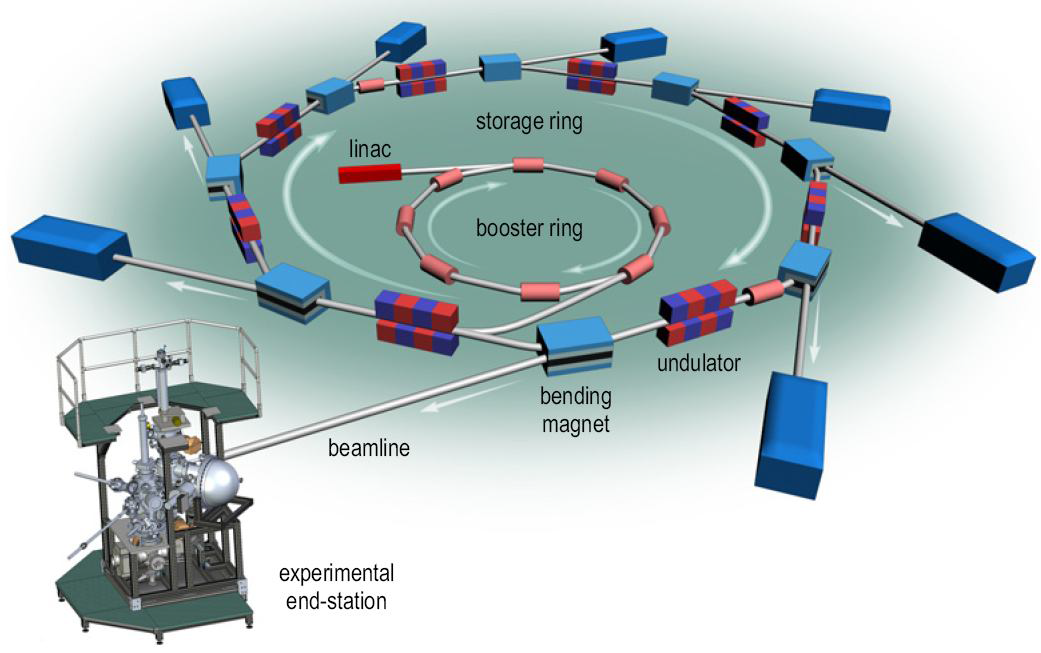 storage ring
linac
booster ring
undulator
bending
magnet
beamline
experimental
end-station